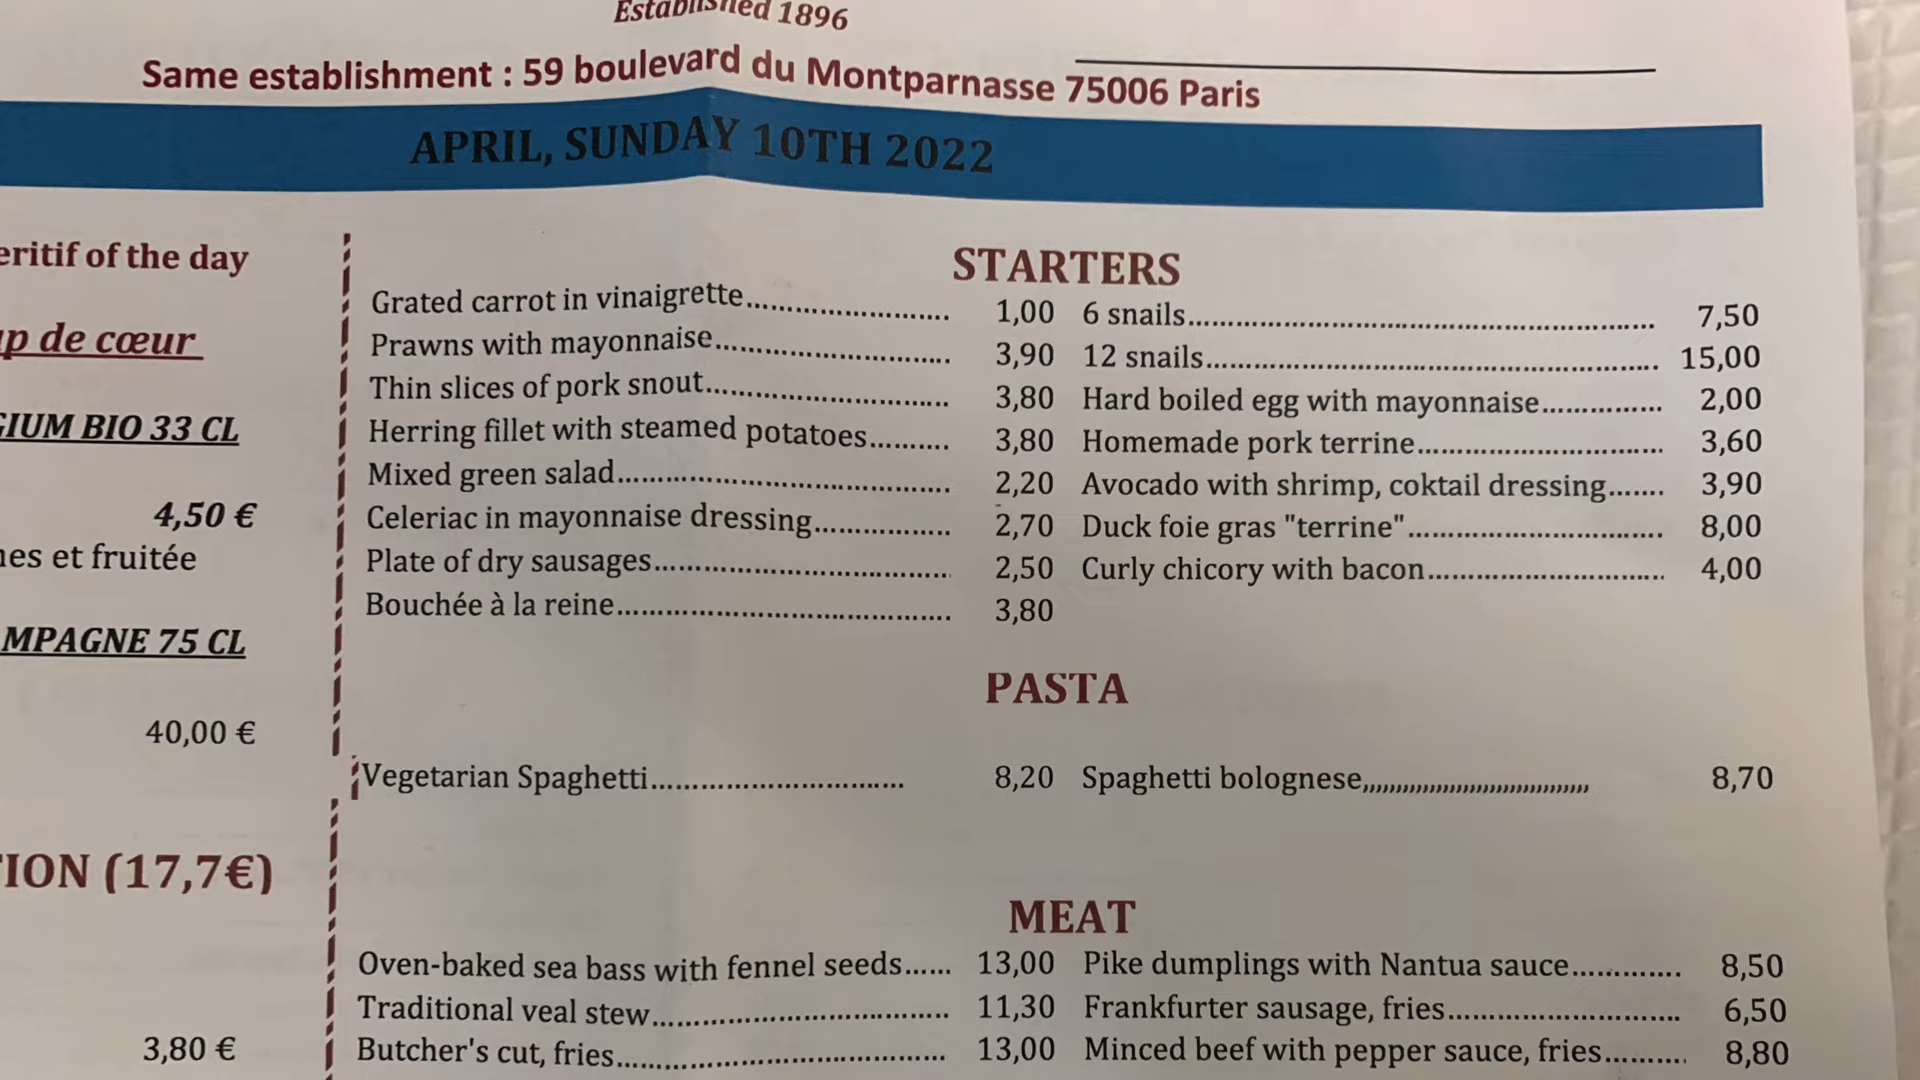 Established 1896
Same establishment : 59 boulevard du Montparnasse 75006 Paris
APRIL, SUNDAY 10TH 2022
of the day
de cœur
BIO 33 CL
4,50 €
et fruitée
75 CL
40,00 €
(17,7€)
3,80 €
STARTERS
Grated carrot in vinaigrette 1,00
Prawns with mayonnaise 3,90
Thin slices of pork snout 3,80
Herring fillet with steamed potatoes 3,80
Mixed green salad 2,20
Celeriac in mayonnaise dressing 2,70
Plate of dry sausages 2,50
Bouchée à la reine 3,80
6 snails 7,50
12 snails 15,00
Hard boiled egg with mayonnaise 2,00
Homemade pork terrine 3,60
Avocado with shrimp, coktail dressing 3,90
Duck foie gras "terrine" 8,00
Curly chicory with bacon 4,00
PASTA
Vegetarian Spaghetti 8,20
Spaghetti bolognese 8,70
MEAT
Oven-baked sea bass with fennel seeds 13,00
Traditional veal stew 11,30
Butcher's cut, fries 13,00
Pike dumplings with Nantua sauce 8,50
Frankfurter sausage, fries 6,50
Minced beef with pepper sauce, fries 8,80